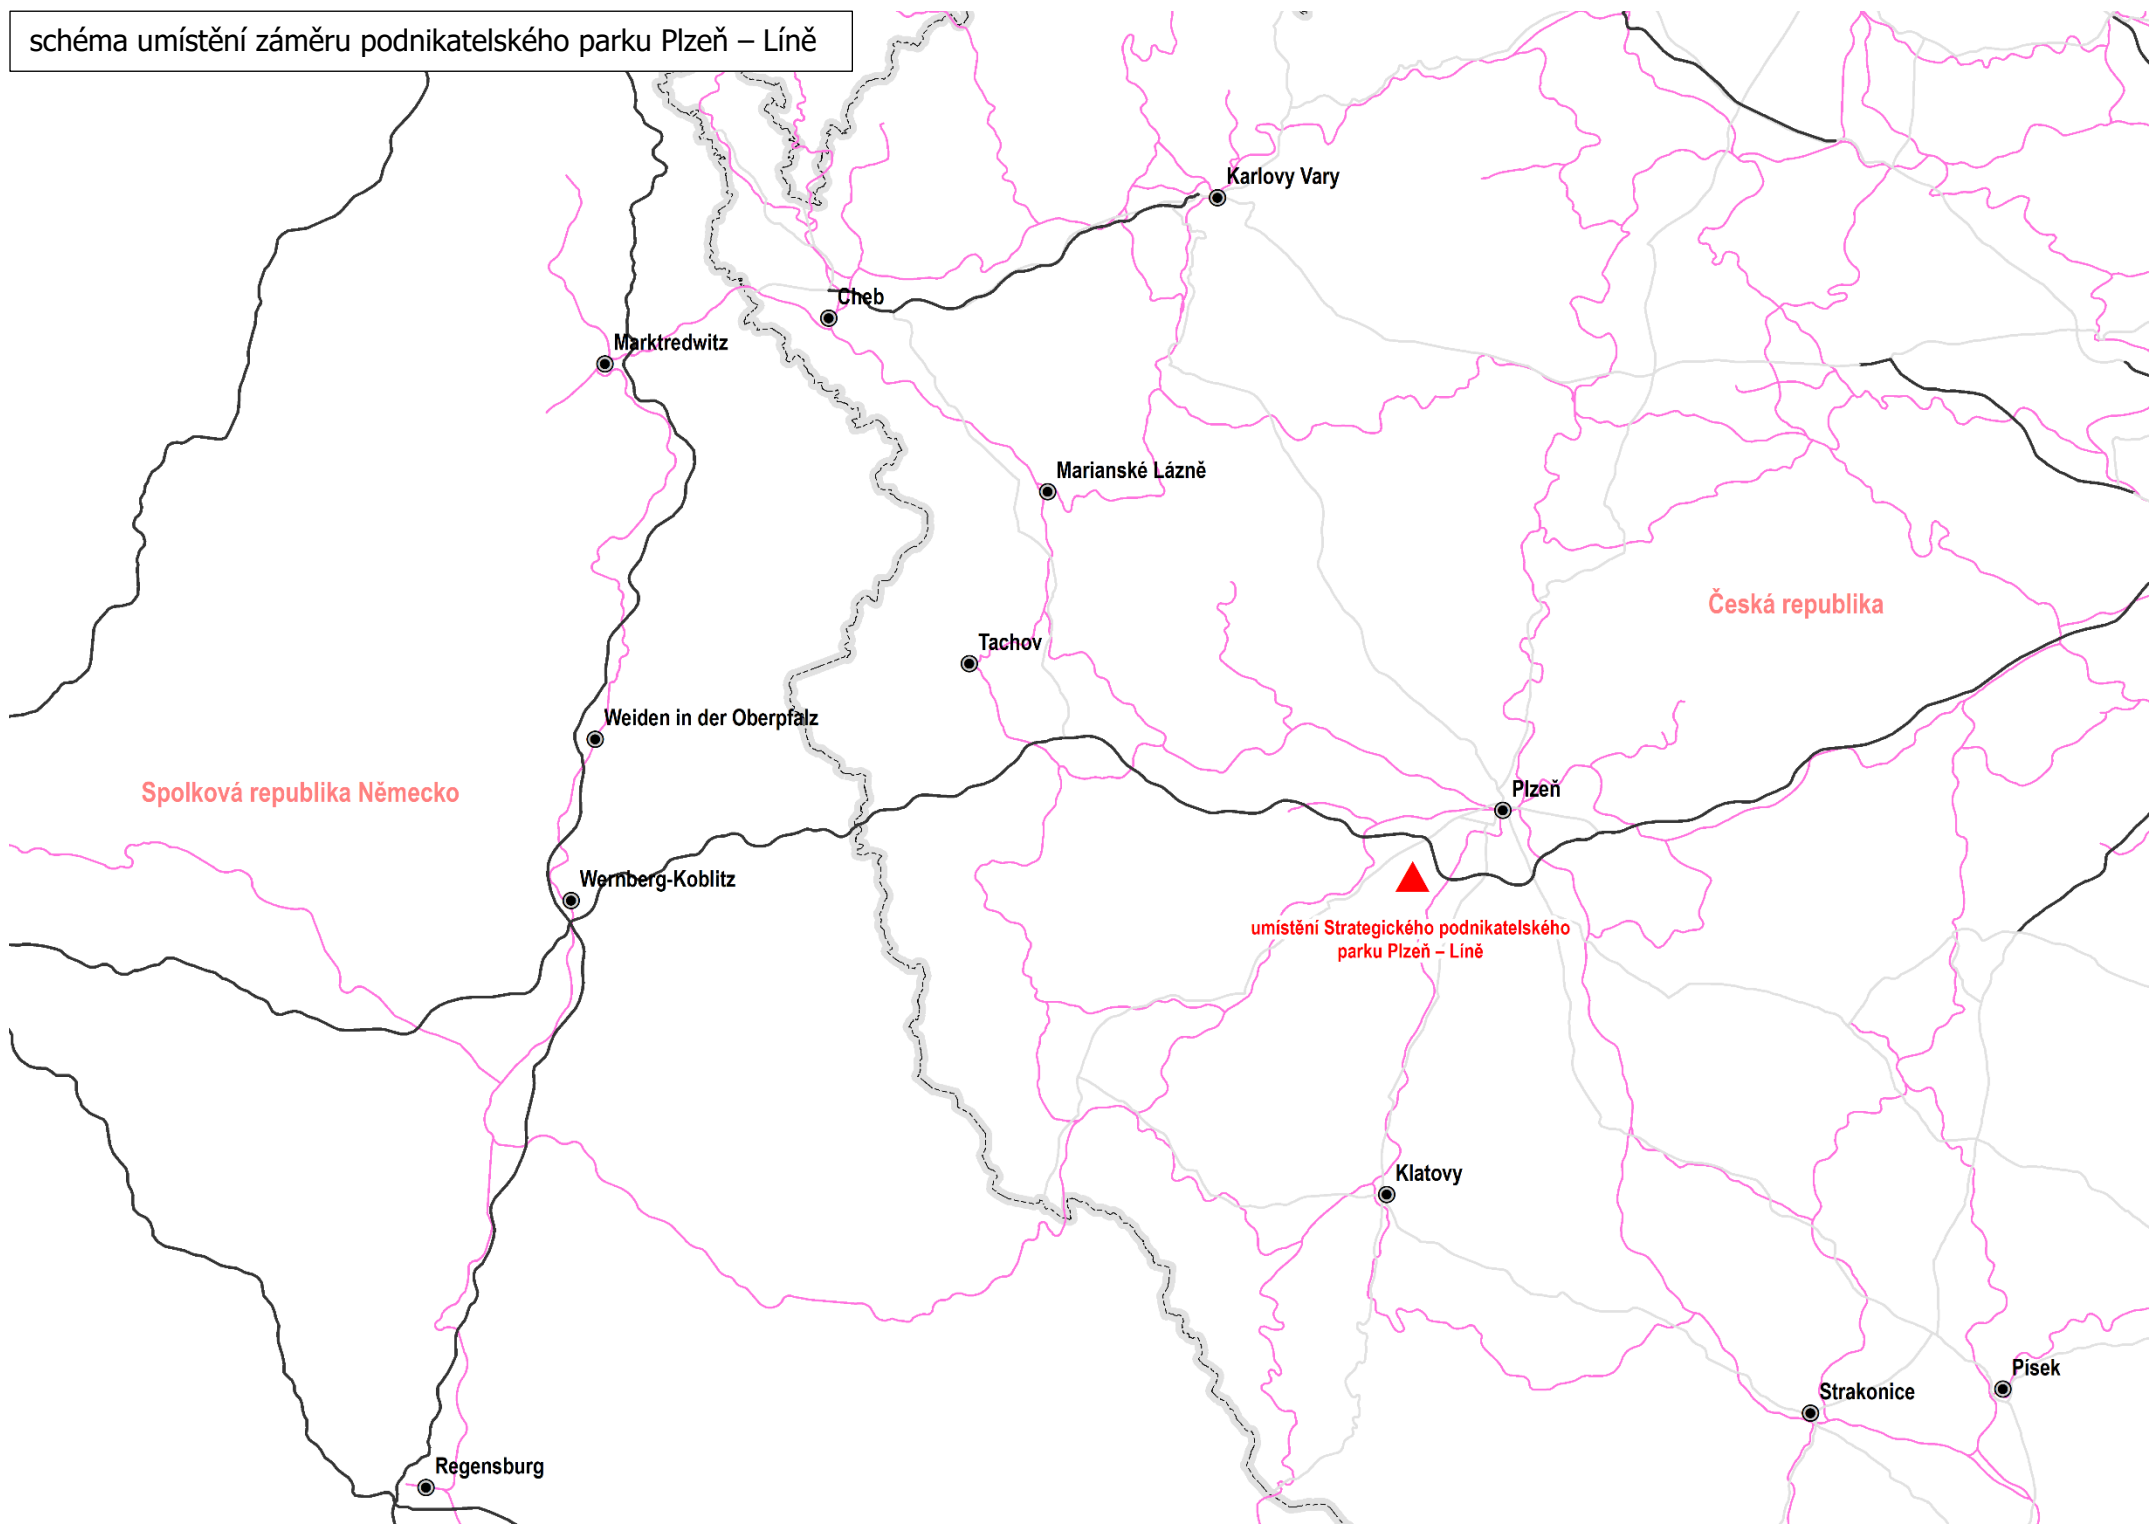 schéma umístění záměru podnikatelského parku Plzeň – Líně
Karlovy Vary
Cheb
Marktredwitz
Marianské Lázně
Česká republika
Tachov
Weiden in der Oberpfalz
Spolková republika Německo
Plzeň
Wernberg-Koblitz
umístění Strategického podnikatelského
parku Plzeň – Líně
Klatovy
Písek
Strakonice
Regensburg